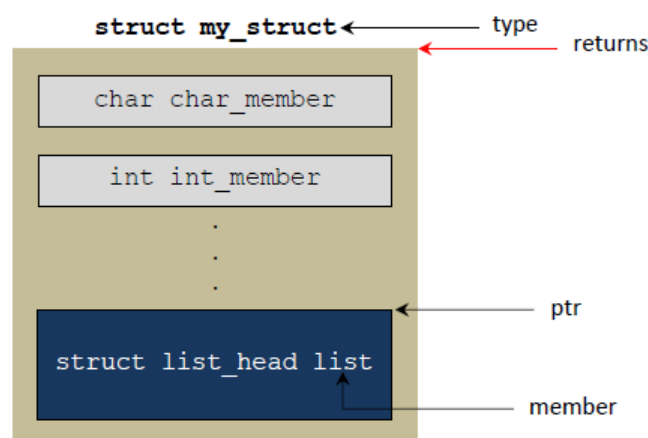 struct my_struct
type
returns
char char_member
int int_member
.
.
.
ptr
struct list_head list
member